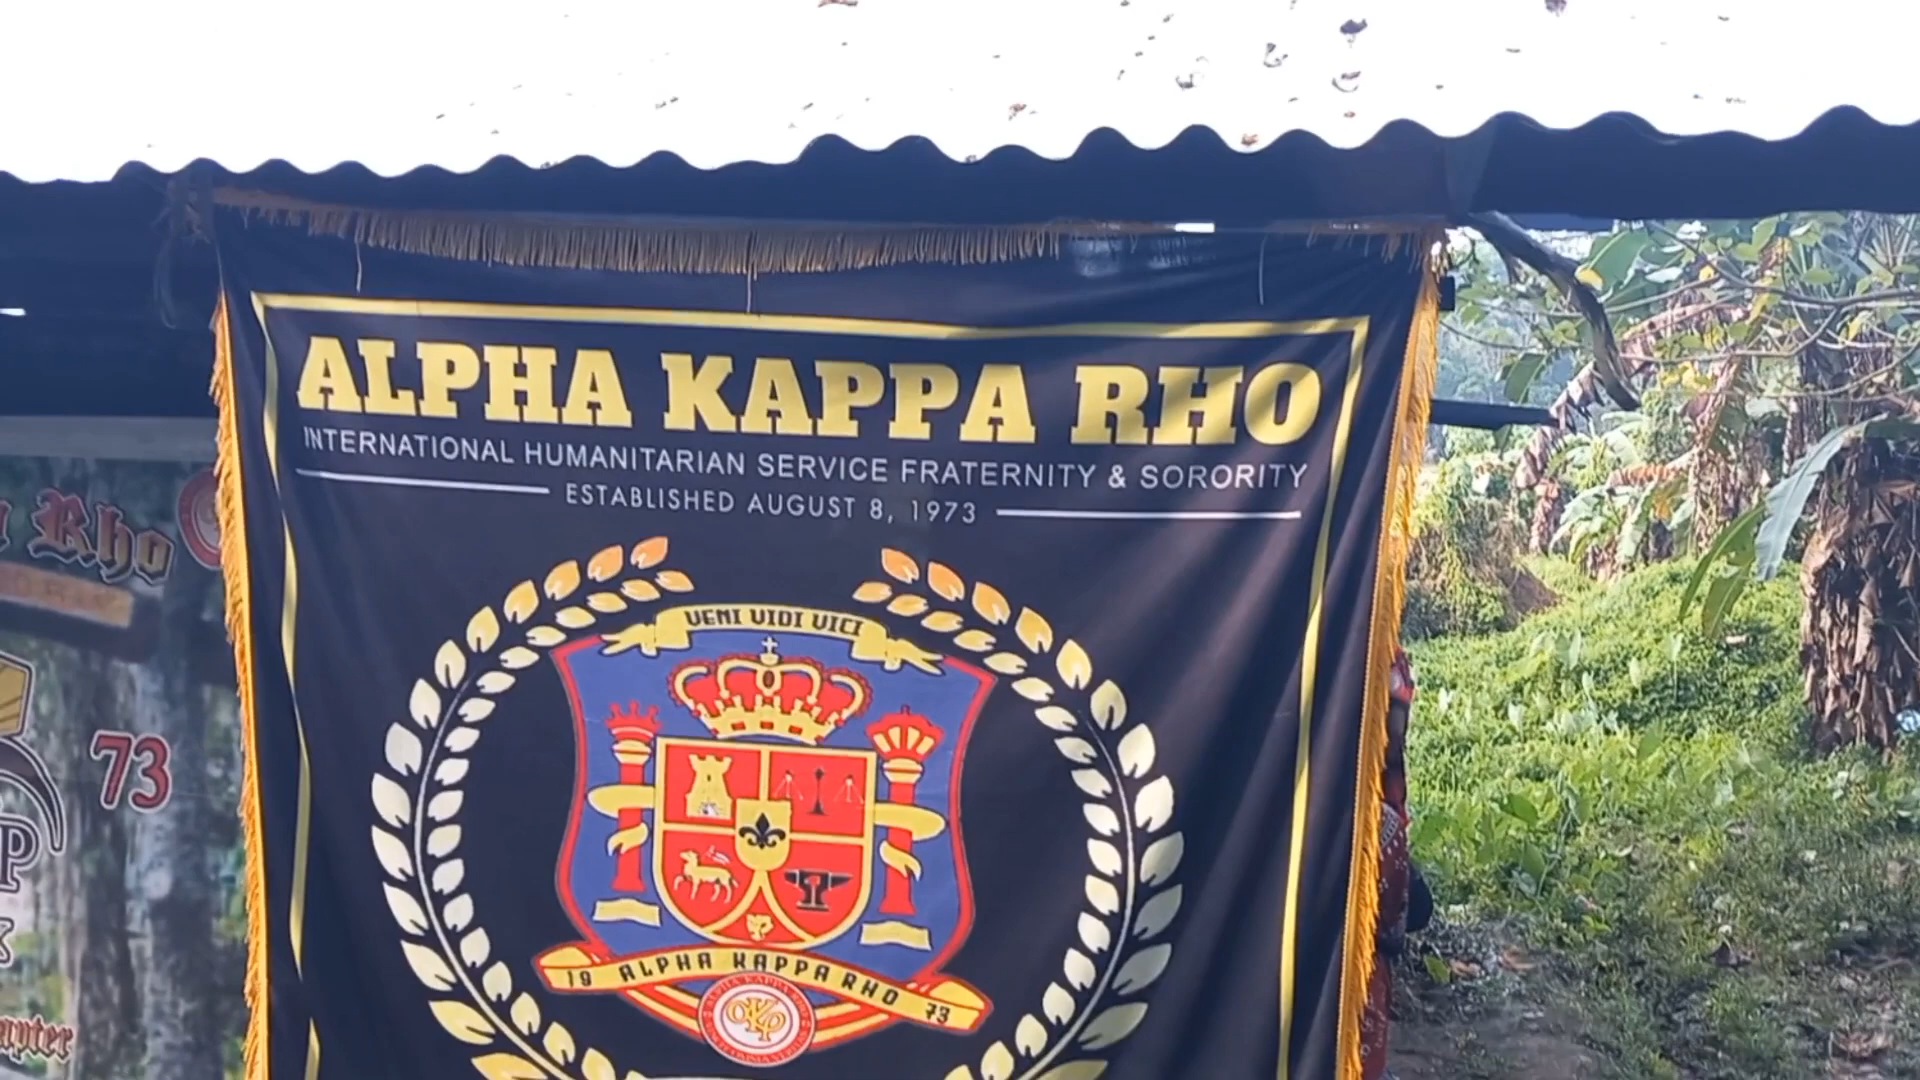 ALPHA KAPPA RHO
INTERNATIONAL HUMANITARIAN SERVICE FRATERNITY & SORORITY
ESTABLISHED AUGUST 8, 1973
VENI VIDI VICI
19 ALPHA KAPPA RHO 73
Rho
73